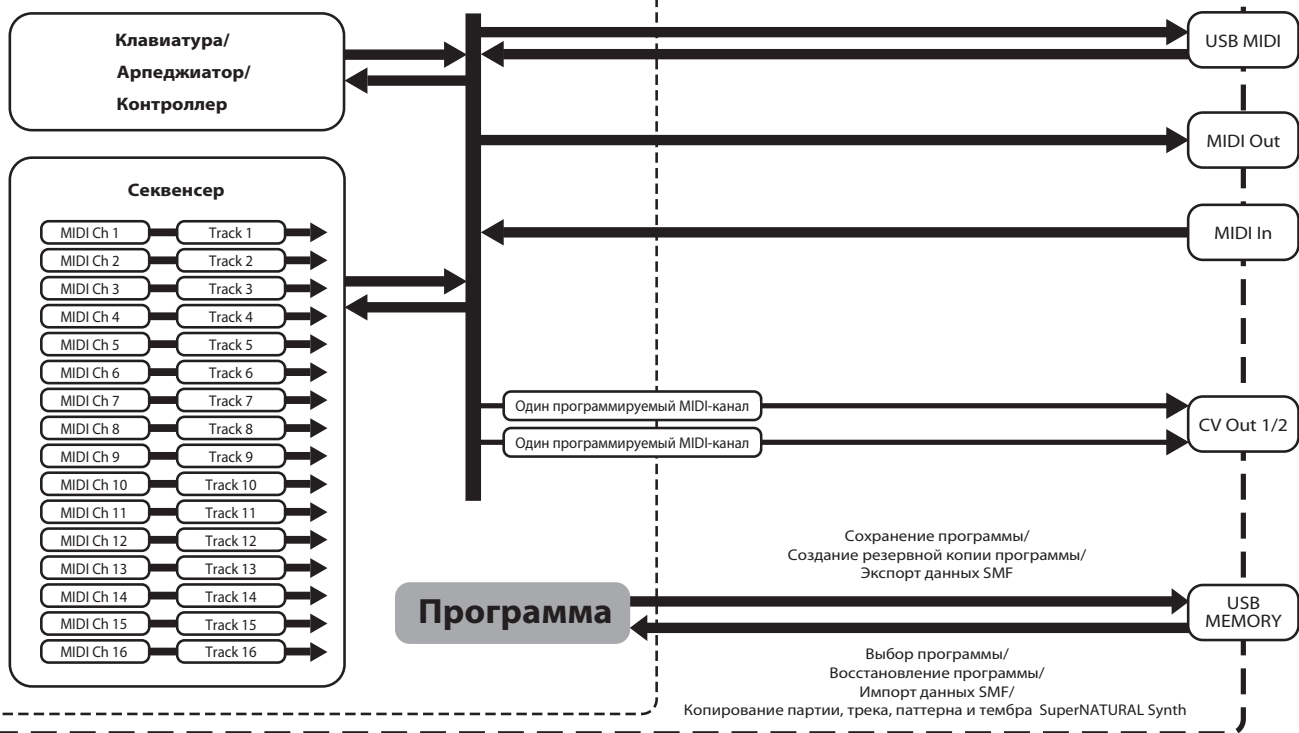 Клавиатура/
Арпеджиатор/
Контроллер
Секвенсер
MIDI Ch 1 Track 1
MIDI Ch 2 Track 2
MIDI Ch 3 Track 3
MIDI Ch 4 Track 4
MIDI Ch 5 Track 5
MIDI Ch 6 Track 6
MIDI Ch 7 Track 7
MIDI Ch 8 Track 8
MIDI Ch 9 Track 9
MIDI Ch 10 Track 10
MIDI Ch 11 Track 11
MIDI Ch 12 Track 12
MIDI Ch 13 Track 13
MIDI Ch 14 Track 14
MIDI Ch 15 Track 15
MIDI Ch 16 Track 16
USB MIDI
MIDI Out
MIDI In
Один программируемый MIDI-канал
Один программируемый MIDI-канал
CV Out 1/2
Сохранение программы/
Создание резервной копии программы/
Экспорт данных SMF
Программа
USB
MEMORY
Выбор программы/
Восстановление программы/
Импорт данных SMF/
Копирование партии, трека, паттерна и тембра SuperNATURAL Synth